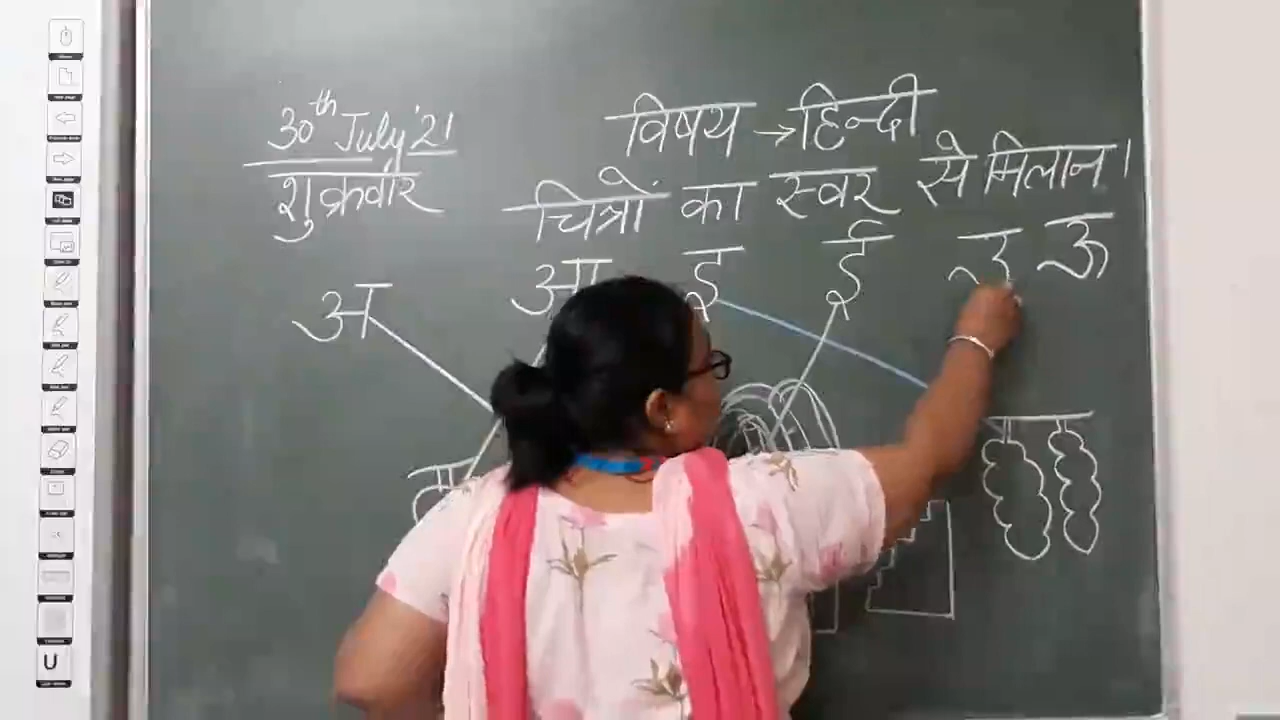 30th July'21
शुक्रवार
विषय → हिन्दी
चित्रों का स्वर से मिलान।
अ आ इ ई उ ऊ
U